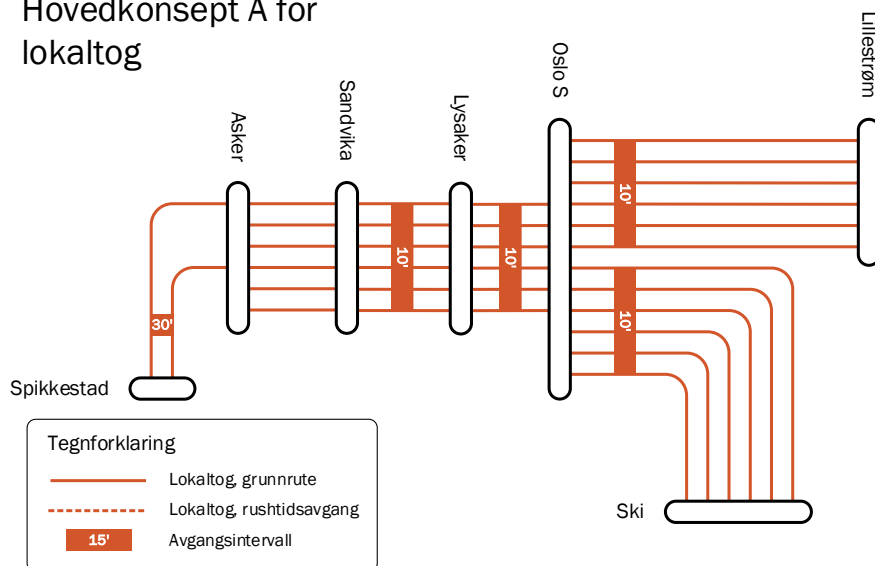 Hovedkonsept A for
lokaltog
Asker
Sandvika
Lysaker
Oslo S
Lillestrøm
10'
10'
10'
10'
30'
Spikkestad
Ski
Tegnforklaring
Lokaltog, grunnrute
Lokaltog, rushtidsavgang
15' Avgangsintervall